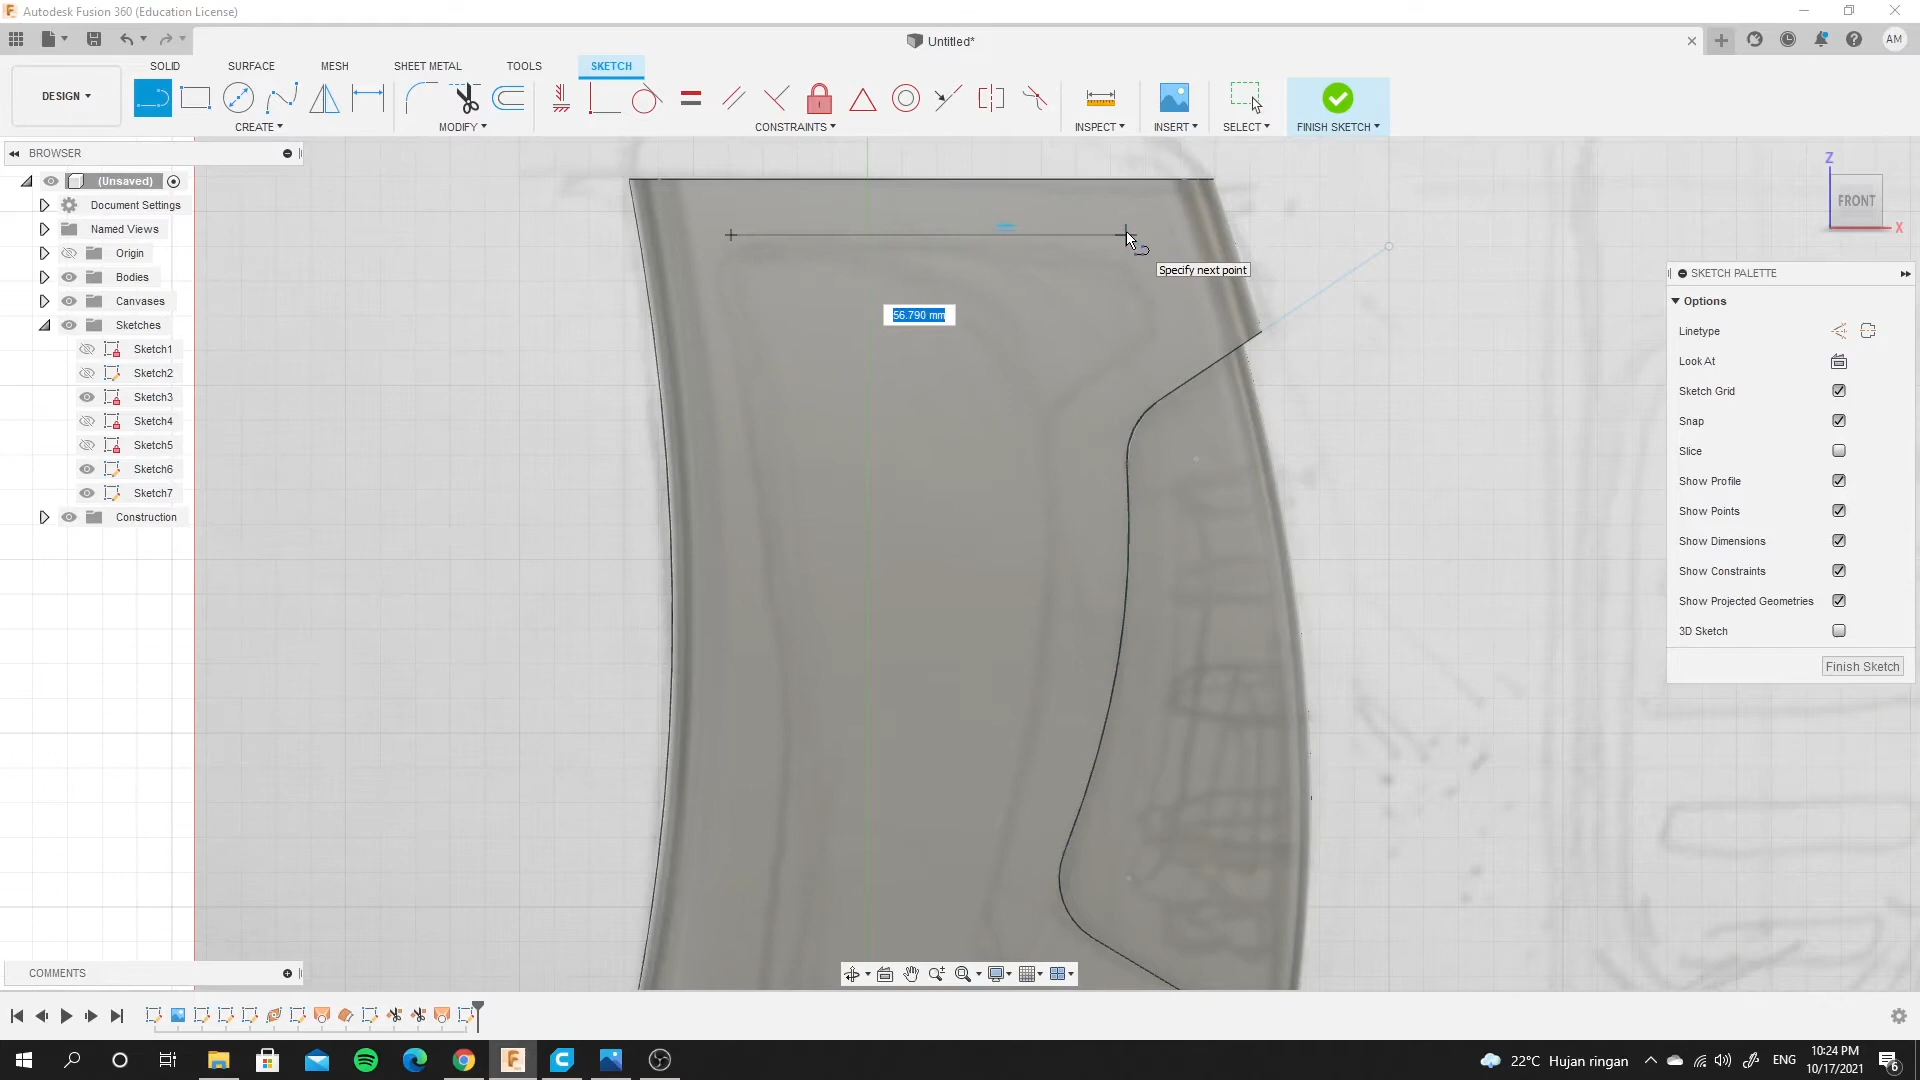 Autodesk Fusion 360 (Education License)
Untitled*
AM
DESIGN
SOLID
SURFACE
MESH
SHEET METAL
TOOLS
SKETCH
CREATE
MODIFY
CONSTRAINTS
INSPECT
INSERT
SELECT
FINISH SKETCH
BROWSER
(Unsaved)
Document Settings
Named Views
Origin
Bodies
Canvases
Sketches
Sketch1
Sketch2
Sketch3
Sketch4
Sketch5
Sketch6
Sketch7
Construction
Specify next point
56.790 mm
Z
FRONT
X
SKETCH PALETTE
Options
Linetype
Look At
Sketch Grid
Snap
Slice
Show Profile
Show Points
Show Dimensions
Show Constraints
Show Projected Geometries
3D Sketch
Finish Sketch
COMMENTS
22°C Hujan ringan
ENG
10:24 PM
10/17/2021
6